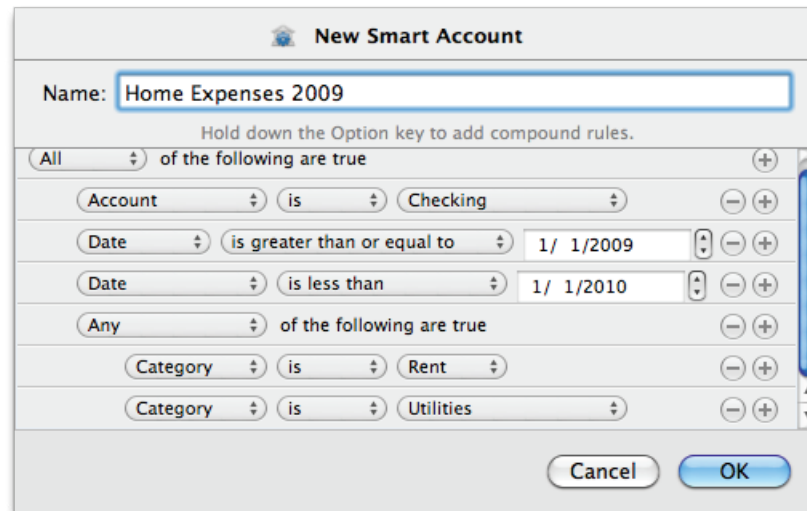 New Smart Account
Name: Home Expenses 2009
Hold down the Option key to add compound rules.
All of the following are true
Account is Checking
Date is greater than or equal to 1/ 1/2009
Date is less than 1/ 1/2010
Any of the following are true
Category is Rent
Category is Utilities
Cancel OK